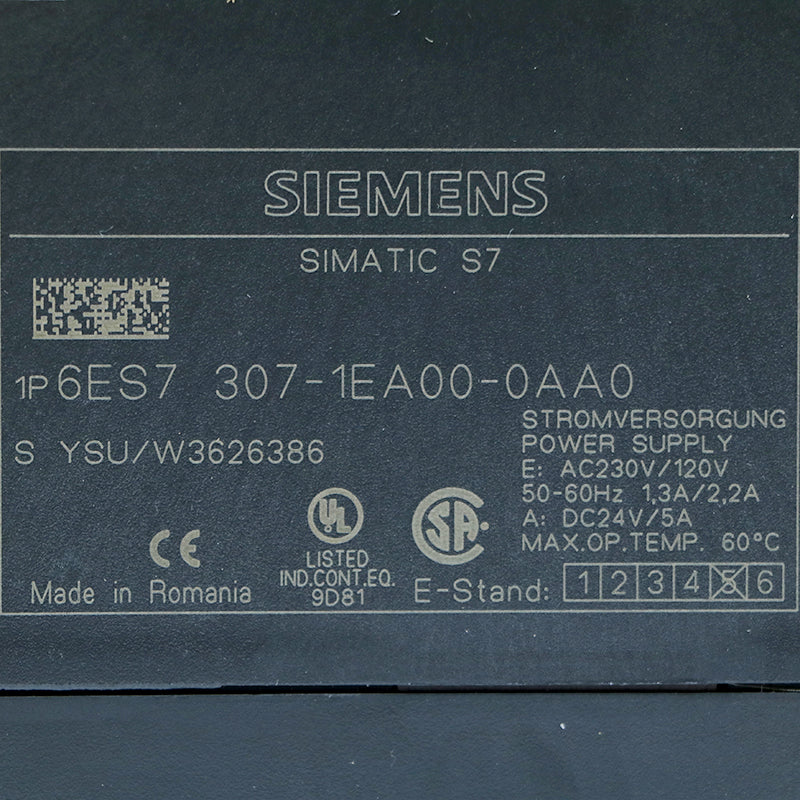 SIEMENS
SIMATIC S7
1P 6ES7 307-1EA00-0AA0
S YSU/W3626386
STROMVERSORGUNG
POWER SUPPLY
E: AC230V/120V
50-60Hz 1,3A/2,2A
A: DC24V/5A
MAX.OP.TEMP. 60°C
CE
Made in Romania
UL
LISTED
IND.CONT.EQ.
9D81
SA
E-Stand: 1 2 3 4 5 6